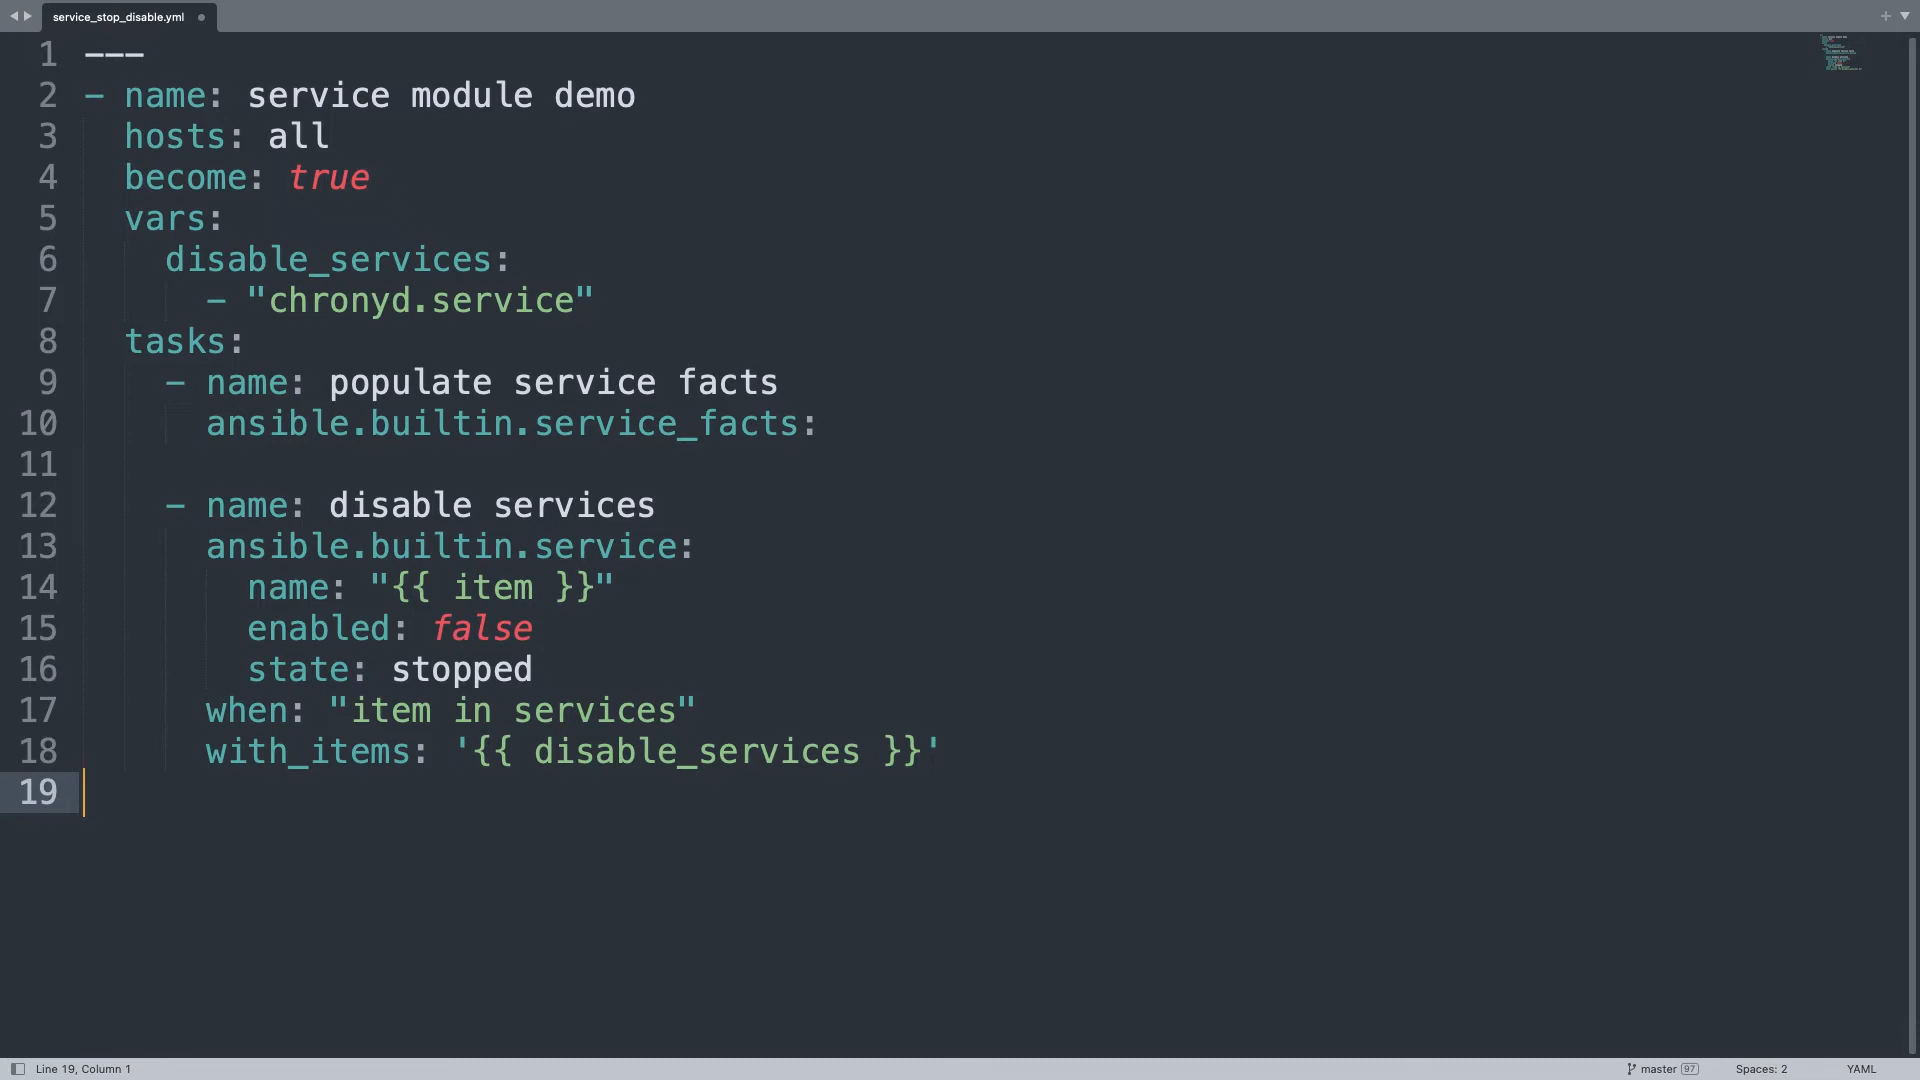 service_stop_disable.yml
1 ---
2 - name: service module demo
3 hosts: all
4 become: true
5 vars:
6 disable_services:
7 - "chronyd.service"
8 tasks:
9 - name: populate service facts
10 ansible.builtin.service_facts:
11
12 - name: disable services
13 ansible.builtin.service:
14 name: "{{ item }}"
15 enabled: false
16 state: stopped
17 when: "item in services"
18 with_items: '{{ disable_services }}'
19
Line 19, Column 1 master 97 Spaces: 2 YAML